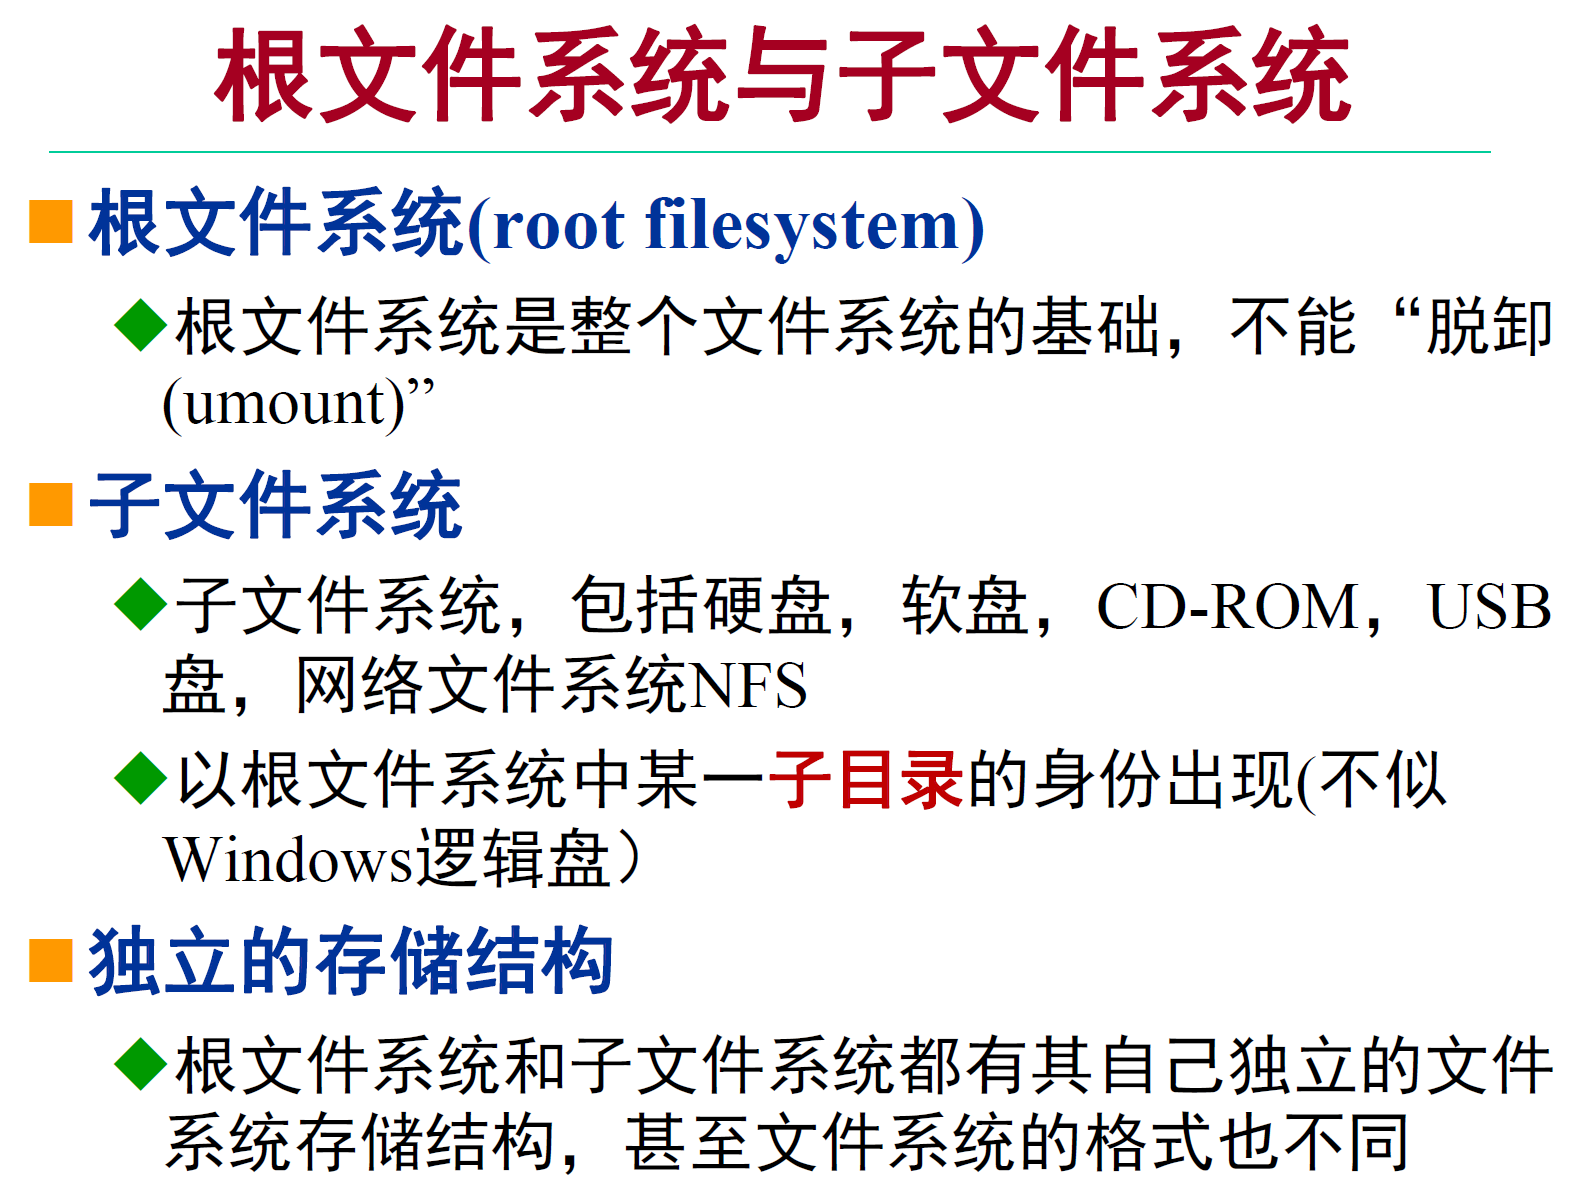 根文件系统与子文件系统
根文件系统(root filesystem)
根文件系统是整个文件系统的基础，不能“脱卸
(umount)”
子文件系统
子文件系统，包括硬盘，软盘，CD-ROM，USB
盘，网络文件系统NFS
以根文件系统中某一子目录的身份出现(不似
Windows逻辑盘）
独立的存储结构
根文件系统和子文件系统都有其自己独立的文件
系统存储结构，甚至文件系统的格式也不同